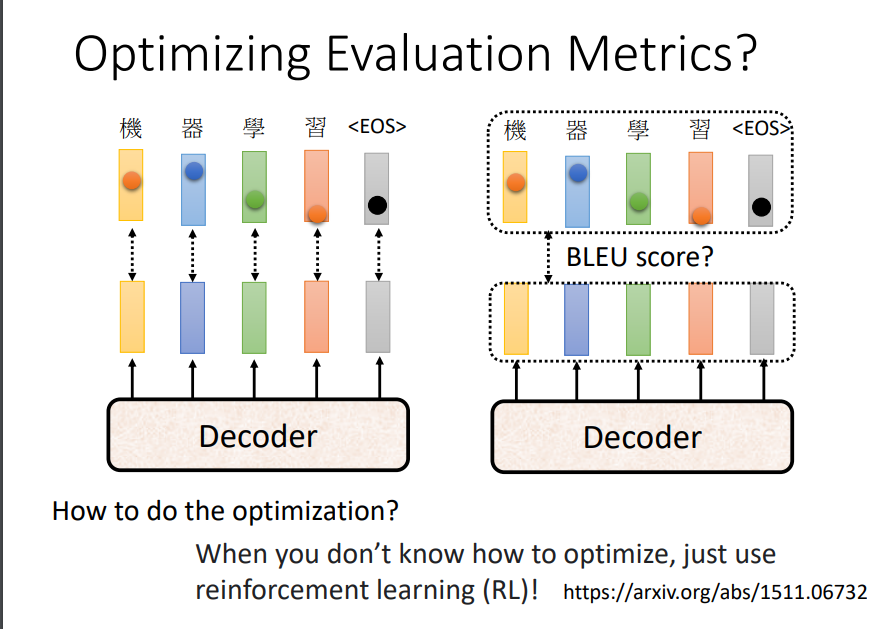 Optimizing Evaluation Metrics?
機 器 學 習 <EOS>
機 器 學 習 <EOS>
BLEU score?
Decoder
Decoder
How to do the optimization?
When you don’t know how to optimize, just use
reinforcement learning (RL)! https://arxiv.org/abs/1511.06732